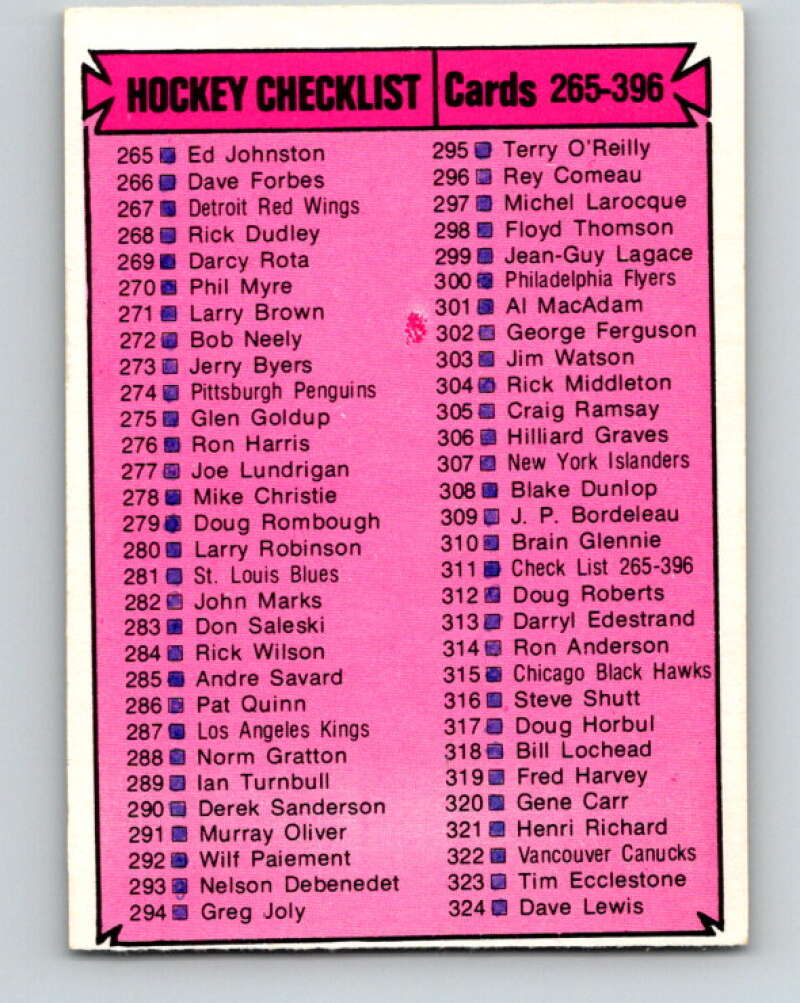 HOCKEY CHECKLIST Cards 265-396
265 Ed Johnston
266 Dave Forbes
267 Detroit Red Wings
268 Rick Dudley
269 Darcy Rota
270 Phil Myre
271 Larry Brown
272 Bob Neely
273 Jerry Byers
274 Pittsburgh Penguins
275 Glen Goldup
276 Ron Harris
277 Joe Lundrigan
278 Mike Christie
279 Doug Rombough
280 Larry Robinson
281 St. Louis Blues
282 John Marks
283 Don Saleski
284 Rick Wilson
285 Andre Savard
286 Pat Quinn
287 Los Angeles Kings
288 Norm Gratton
289 Ian Turnbull
290 Derek Sanderson
291 Murray Oliver
292 Wilf Paiement
293 Nelson Debenedet
294 Greg Joly
295 Terry O'Reilly
296 Rey Comeau
297 Michel Larocque
298 Floyd Thomson
299 Jean-Guy Lagace
300 Philadelphia Flyers
301 Al MacAdam
302 George Ferguson
303 Jim Watson
304 Rick Middleton
305 Craig Ramsay
306 Hilliard Graves
307 New York Islanders
308 Blake Dunlop
309 J. P. Bordeleau
310 Brain Glennie
311 Check List 265-396
312 Doug Roberts
313 Darryl Edestrand
314 Ron Anderson
315 Chicago Black Hawks
316 Steve Shutt
317 Doug Horbul
318 Bill Lochead
319 Fred Harvey
320 Gene Carr
321 Henri Richard
322 Vancouver Canucks
323 Tim Ecclestone
324 Dave Lewis